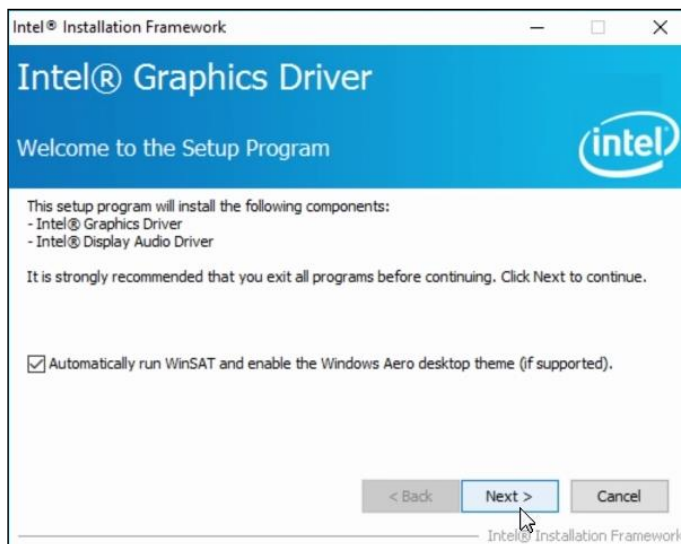 Intel® Installation Framework
Intel® Graphics Driver
Welcome to the Setup Program
intel
This setup program will install the following components:
- Intel® Graphics Driver
- Intel® Display Audio Driver
It is strongly recommended that you exit all programs before continuing. Click Next to continue.
Automatically run WinSAT and enable the Windows Aero desktop theme (if supported).
< Back Next > Cancel
Intel® Installation Framework